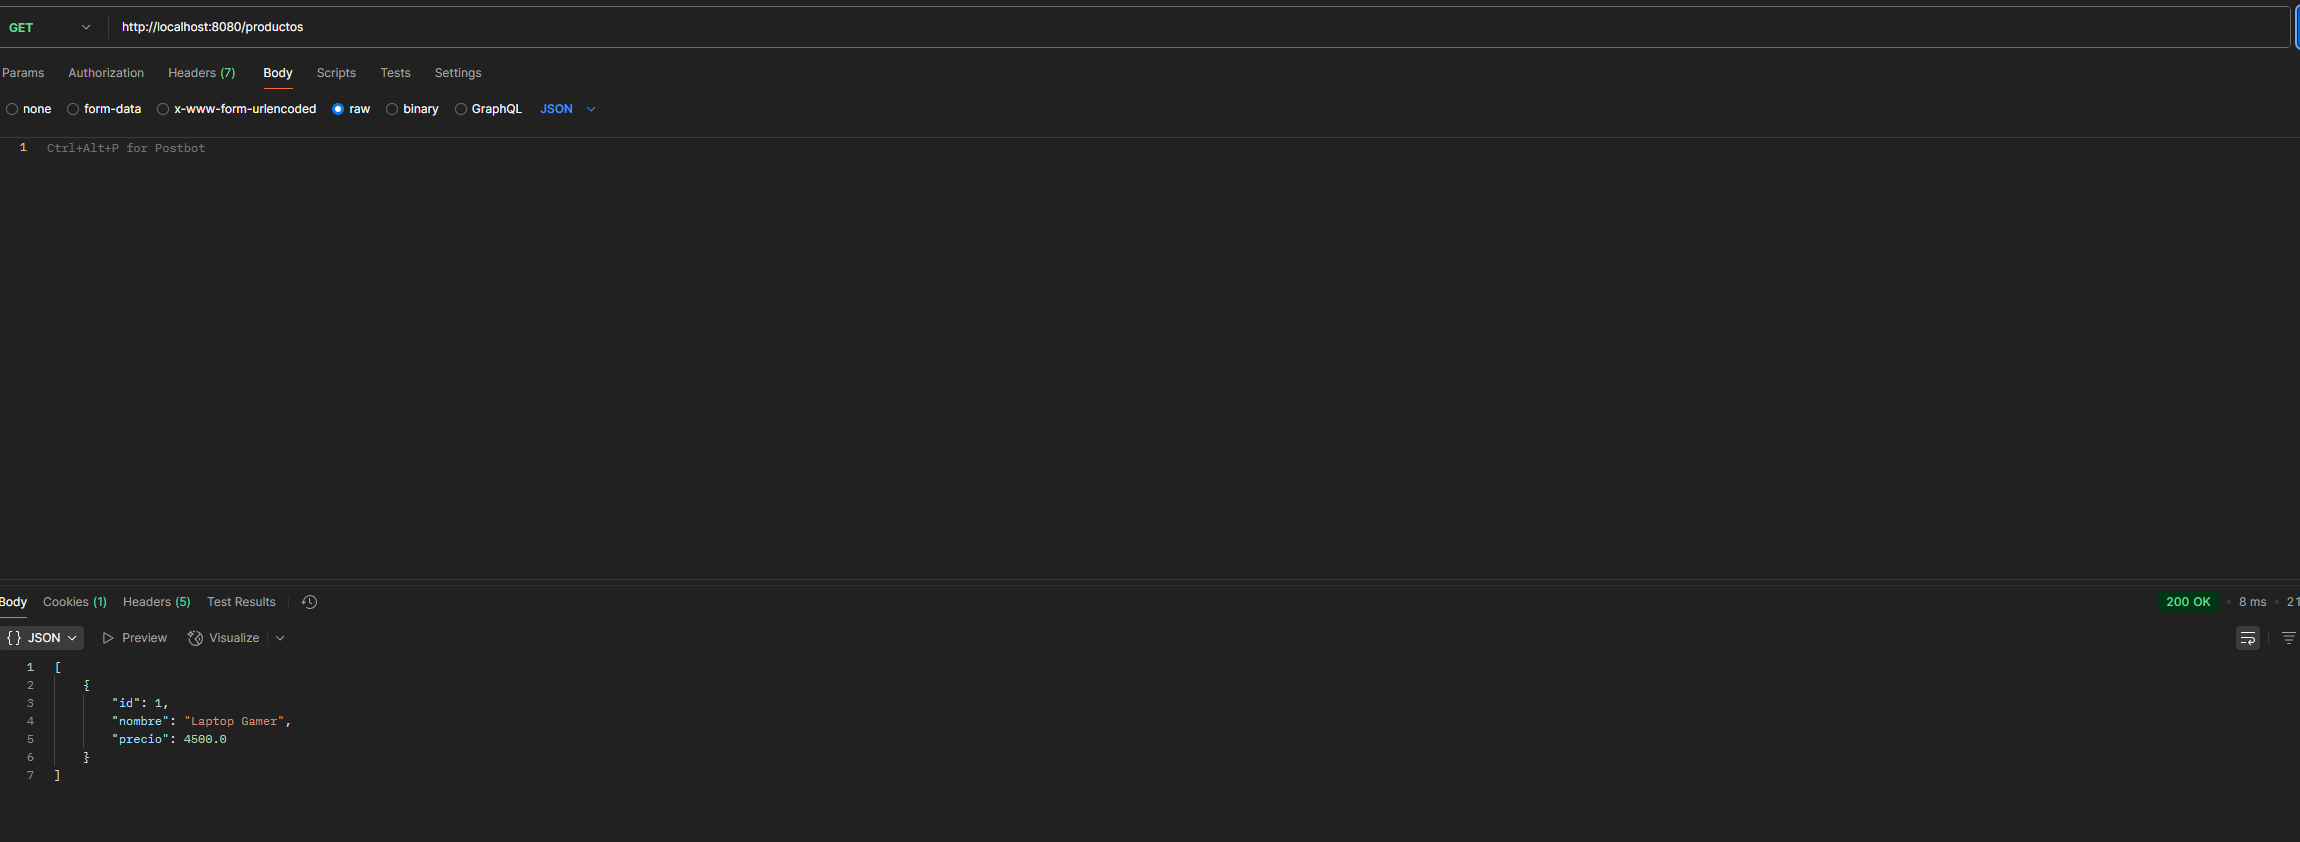 GET http://localhost:8080/productos
Params Authorization Headers (7) Body Scripts Tests Settings
none form-data x-www-form-urlencoded raw binary GraphQL JSON
1 Ctrl+Alt+P for Postbot
Body Cookies (1) Headers (5) Test Results 200 OK • 8 ms • 21
{} JSON Preview Visualize
1 [
2 {
3 "id": 1,
4 "nombre": "Laptop Gamer",
5 "precio": 4500.0
6 }
7 ]